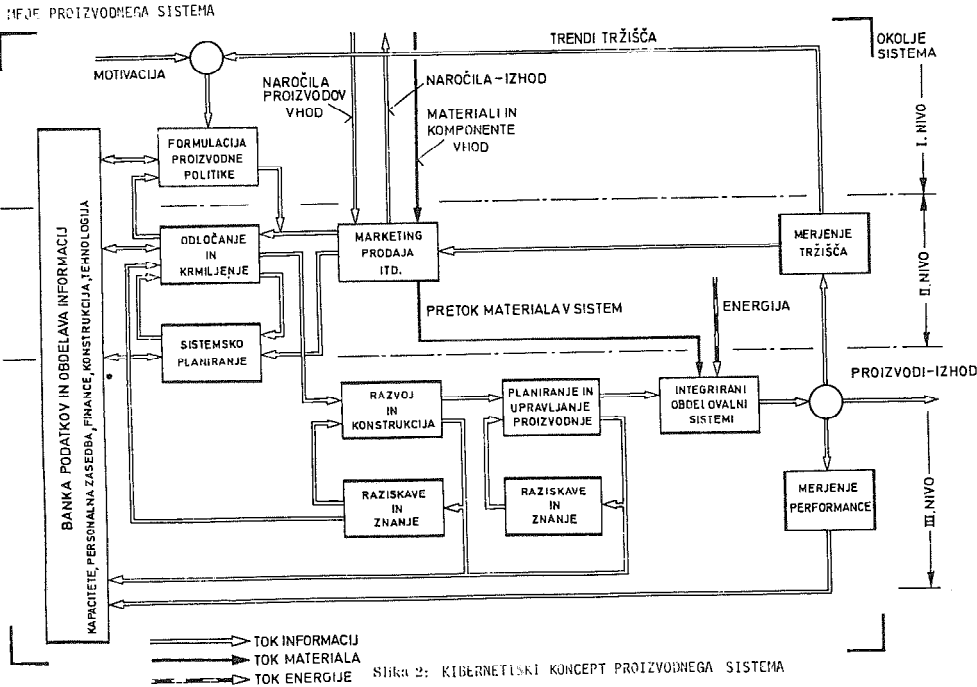 MEJE PROIZVODNEGA SISTEMA
TRENDI TRŽIŠČA
OKOLJE
SISTEMA
MOTIVACIJA
NAROČILA
PROIZVODOV
VHOD
NAROČILA-IZHOD
MATERIALI IN
KOMPONENTE
VHOD
I. NIVO
FORMULACIJA
PROIZVODNE
POLITIKE
BANKA PODATKOV IN OBDELAVA INFORMACIJ
KAPACITETE, PERSONALNA ZASEDBA, FINANCE, KONSTRUKCIJA, TEHNOLOGIJA
ODLOČANJE
IN
KRMILJENJE
MARKETING
PRODAJA
ITD.
MERJENJE
TRŽIŠČA
II. NIVO
PRETOK MATERIALA V SISTEM
ENERGIJA
SISTEMSKO
PLANIRANJE
PROIZVODI-IZHOD
RAZVOJ
IN
KONSTRUKCIJA
PLANIRANJE IN
UPRAVLJANJE
PROIZVODNJE
INTEGRIRANI
OBDELOVALNI
SISTEMI
RAZISKAVE
IN
ZNANJE
RAZISKAVE
IN
ZNANJE
MERJENJE
PERFORMANCE
III. NIVO
TOK INFORMACIJ
TOK MATERIALA
TOK ENERGIJE
Slika 2: KIBERNETSKI KONCEPT PROIZVODNEGA SISTEMA